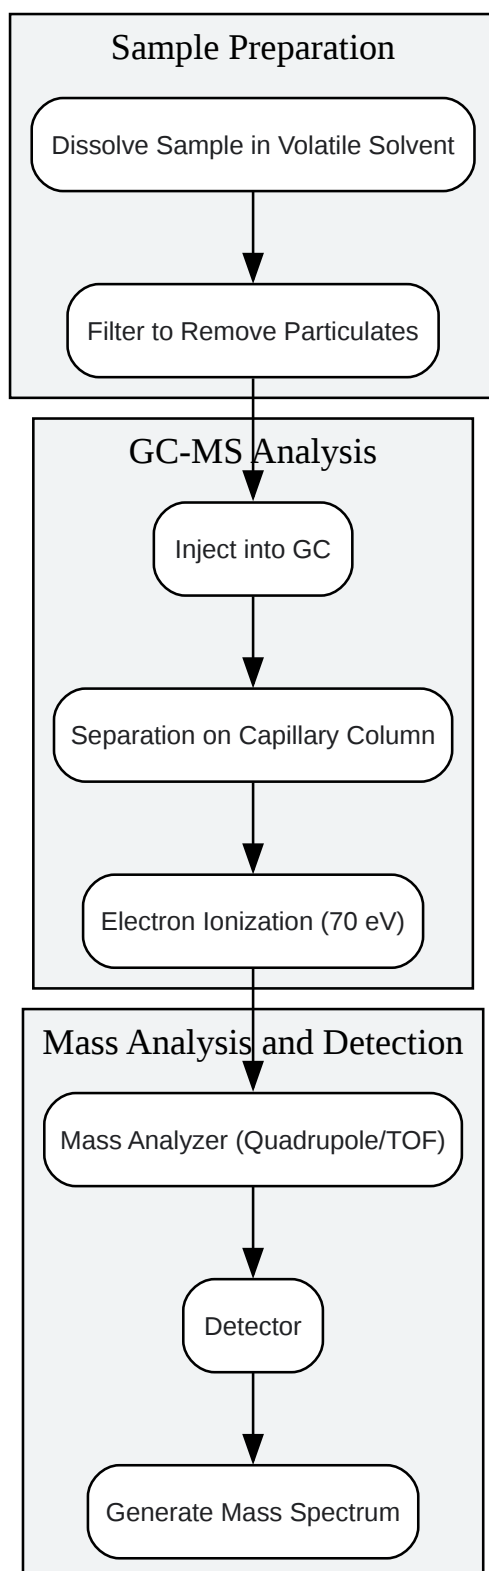 Sample Preparation
Dissolve Sample in Volatile Solvent
Filter to Remove Particulates
GC-MS Analysis
Inject into GC
Separation on Capillary Column
Electron Ionization (70 eV)
Mass Analysis and Detection
Mass Analyzer (Quadrupole/TOF)
Detector
Generate Mass Spectrum